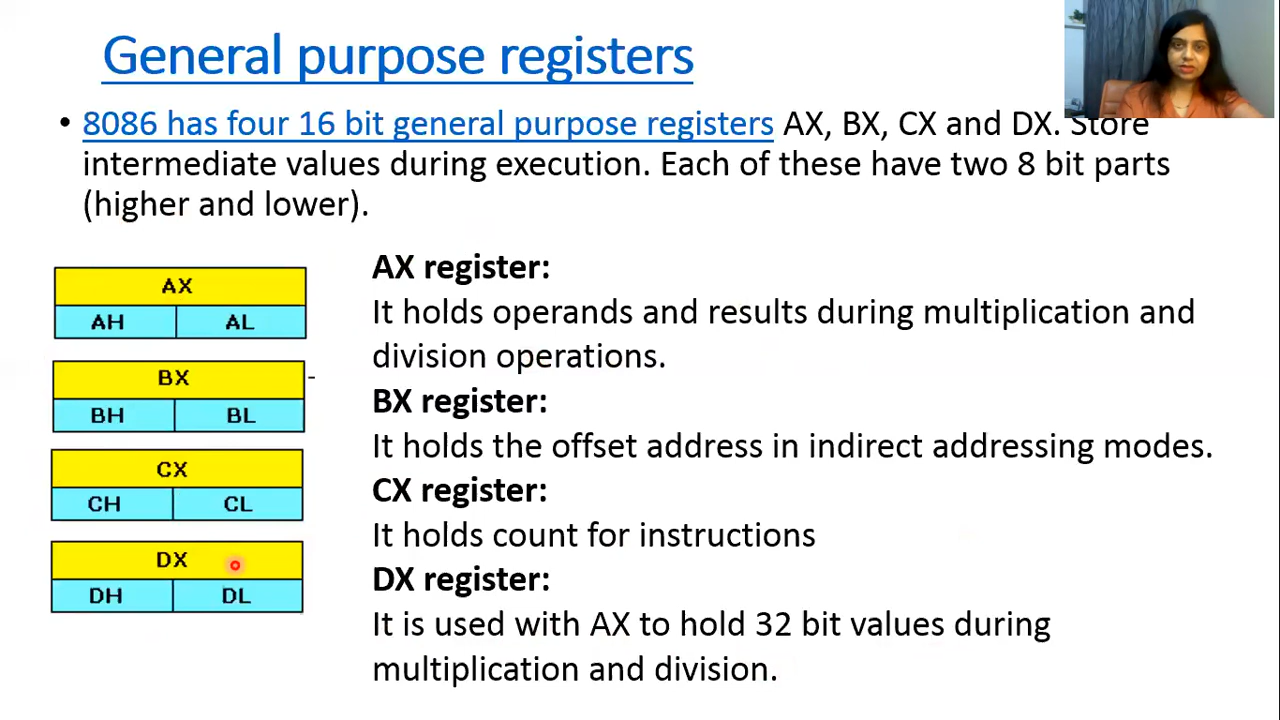 General purpose registers
• 8086 has four 16 bit general purpose registers AX, BX, CX and DX. Store
intermediate values during execution. Each of these have two 8 bit parts
(higher and lower).
AX
AH AL
BX -
BH BL
CX
CH CL
DX
DH DL
AX register:
It holds operands and results during multiplication and
division operations.
BX register:
It holds the offset address in indirect addressing modes.
CX register:
It holds count for instructions
DX register:
It is used with AX to hold 32 bit values during
multiplication and division.